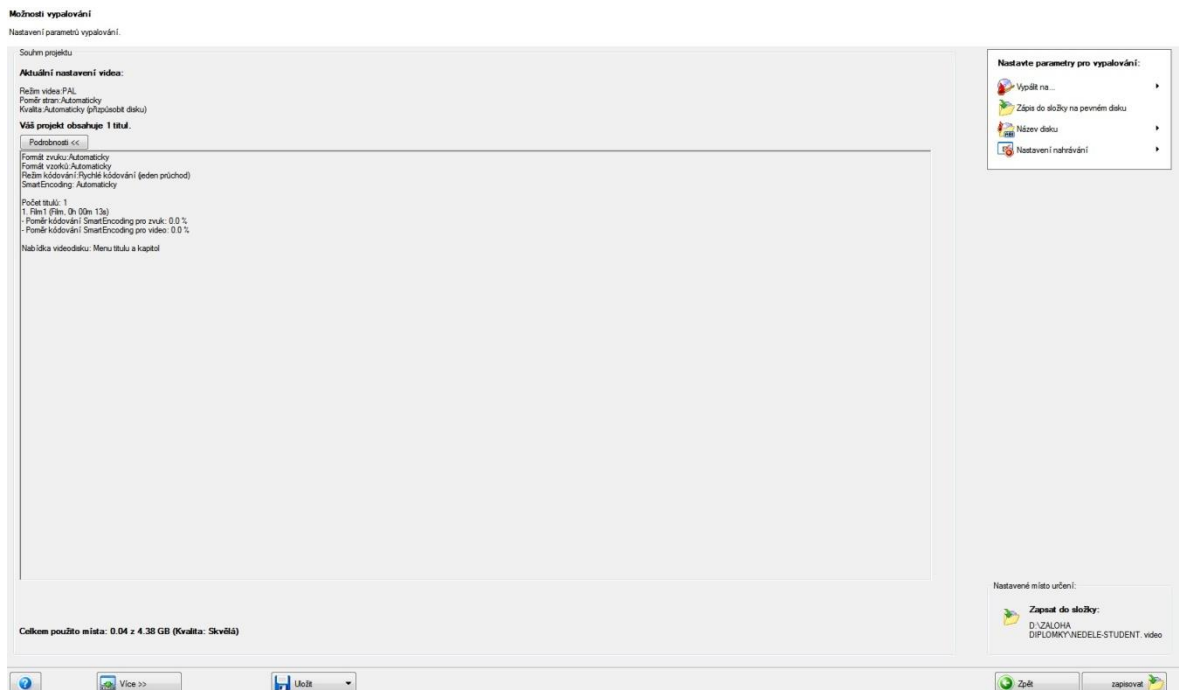 Možnosti vypalování
Nastavení parametrů vypalování.
Souhrn projektu
Aktuální nastavení videa:
Režim videa:PAL
Poměr stran:Automaticky
Kvalita:Automaticky (přizpůsobit disku)
Váš projekt obsahuje 1 titul.
Podrobnosti <<
Formát zvuku:Automaticky
Formát vzorků:Automaticky
Režim kódování:Rychlé kódování (jeden průchod)
SmartEncoding: Automaticky
Počet titulů: 1
1. Film1 (Film, 0h 00m 13s)
- Poměr kódování SmartEncoding pro zvuk: 0.0 %
- Poměr kódování SmartEncoding pro video: 0.0 %
Nabídka videodisku: Menu titulu a kapitol
Celkem použito místa: 0.04 z 4.38 GB (Kvalita: Skvělá)
Nastavte parametry pro vypalování:
Vypálit na...
Zápis do složky na pevném disku
Název disku
Nastavení nahrávání
Nastavené místo určení:
Zapsat do složky:
D:\ZALOHA
DIPLOMKY\NEDELE-STUDENT. video
Více >>
Uložit
Zpět
zapisovat